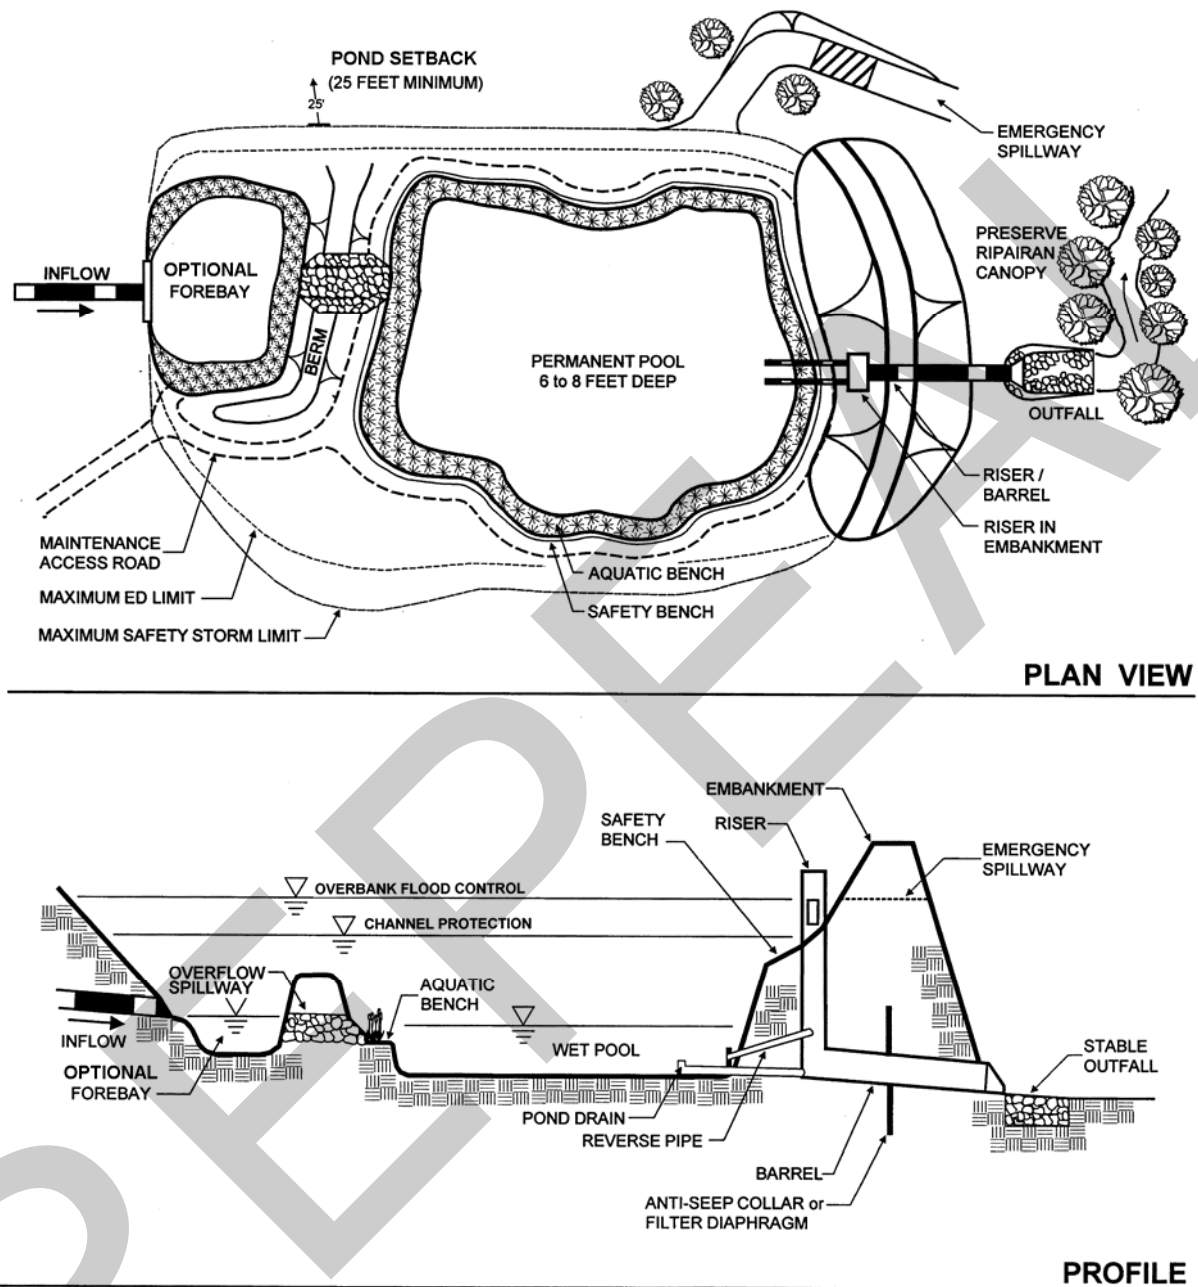 POND SETBACK
(25 FEET MINIMUM)
25'
EMERGENCY
SPILLWAY
PRESERVE
RIPAIRAN
CANOPY
INFLOW
OPTIONAL
FOREBAY
BERM
PERMANENT POOL
6 to 8 FEET DEEP
OUTFALL
RISER /
BARREL
RISER IN
EMBANKMENT
MAINTENANCE
ACCESS ROAD
AQUATIC BENCH
MAXIMUM ED LIMIT
SAFETY BENCH
MAXIMUM SAFETY STORM LIMIT
PLAN VIEW
EMBANKMENT
SAFETY
BENCH
RISER
EMERGENCY
SPILLWAY
OVERBANK FLOOD CONTROL
CHANNEL PROTECTION
OVERFLOW
SPILLWAY
AQUATIC
BENCH
INFLOW
WET POOL
STABLE
OUTFALL
OPTIONAL
FOREBAY
POND DRAIN
REVERSE PIPE
BARREL
ANTI-SEEP COLLAR or
FILTER DIAPHRAGM
PROFILE